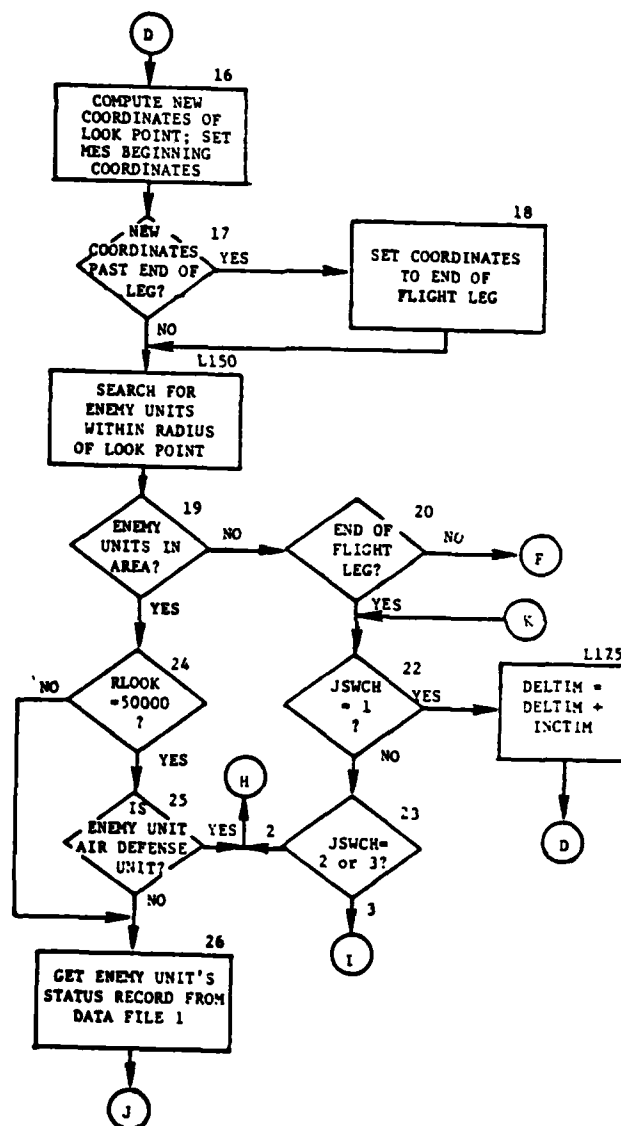 D
16
COMPUTE NEW
COORDINATES OF
LOOK POINT; SET
MES BEGINNING
COORDINATES
17
NEW
COORDINATES
PAST END OF
LEG?
YES
NO
18
SET COORDINATES
TO END OF
FLIGHT LEG
L150
SEARCH FOR
ENEMY UNITS
WITHIN RADIUS
OF LOOK POINT
19
ENEMY
UNITS IN
AREA?
NO
YES
20
END OF
FLIGHT
LEG?
NO
F
YES
K
24
NO
RLOOK
=50000
?
YES
22
JSWCH
= 1
?
YES
NO
L175
DELTIM =
DELTIM +
INCTIM
D
H
25
IS
ENEMY UNIT
AIR DEFENSE
UNIT?
YES
NO
2
23
JSWCH=
2 or 3?
3
I
26
GET ENEMY UNIT'S
STATUS RECORD FROM
DATA FILE 1
J